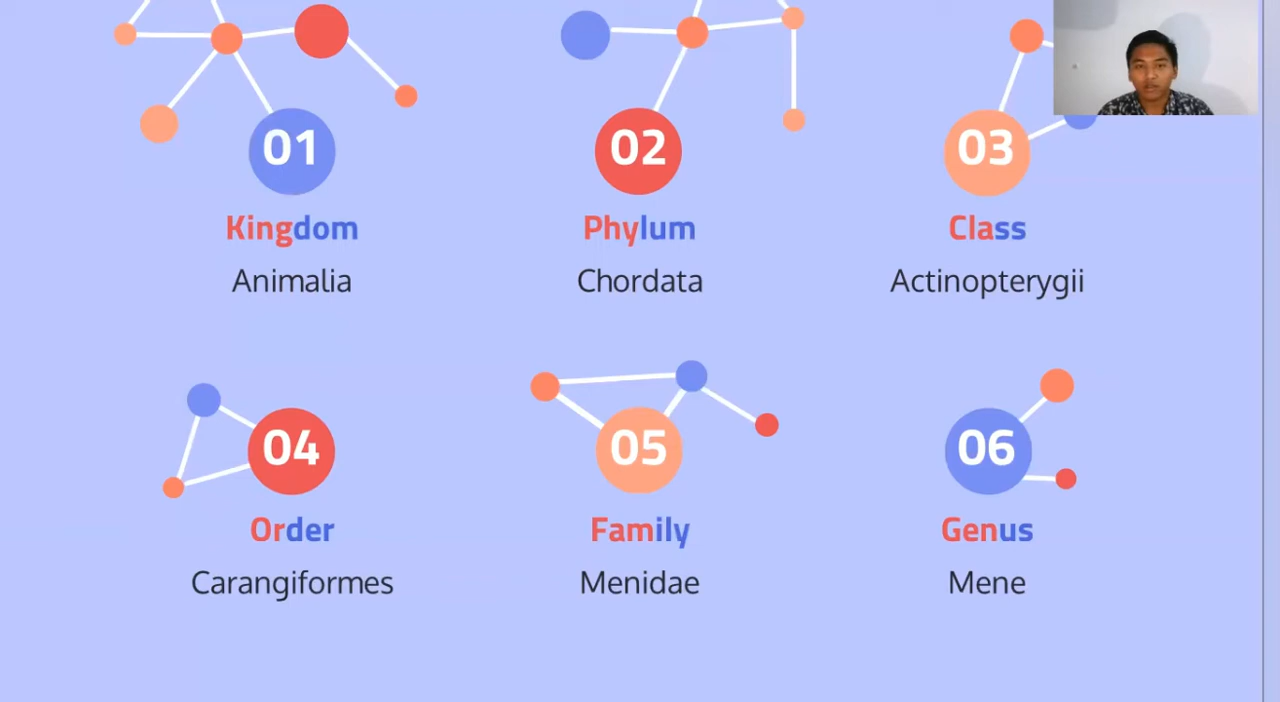 01
Kingdom
Animalia
02
Phylum
Chordata
03
Class
Actinopterygii
04
Order
Carangiformes
05
Family
Menidae
06
Genus
Mene